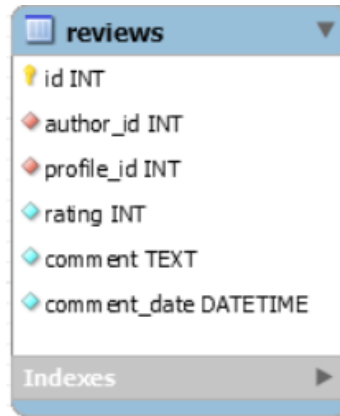 reviews
id INT
author_id INT
profile_id INT
rating INT
comment TEXT
comment_date DATETIME
Indexes